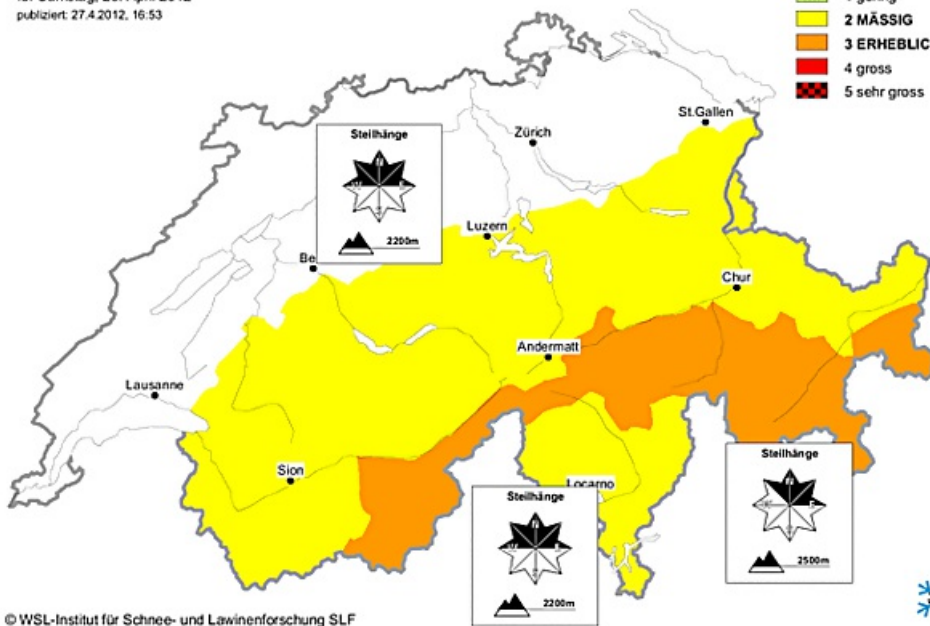 publiziert: 27.4.2012, 16:53
2 MÄSSIG
3 ERHEBLIC
4 gross
5 sehr gross
St.Gallen
Zürich
Steilhänge
N
W E
S
2200m
Luzern
Be
Chur
Andermatt
Lausanne
Sion
Locarno
Steilhänge
N
W E
S
2500m
Steilhänge
N
W E
S
2200m
© WSL-Institut für Schnee- und Lawinenforschung SLF